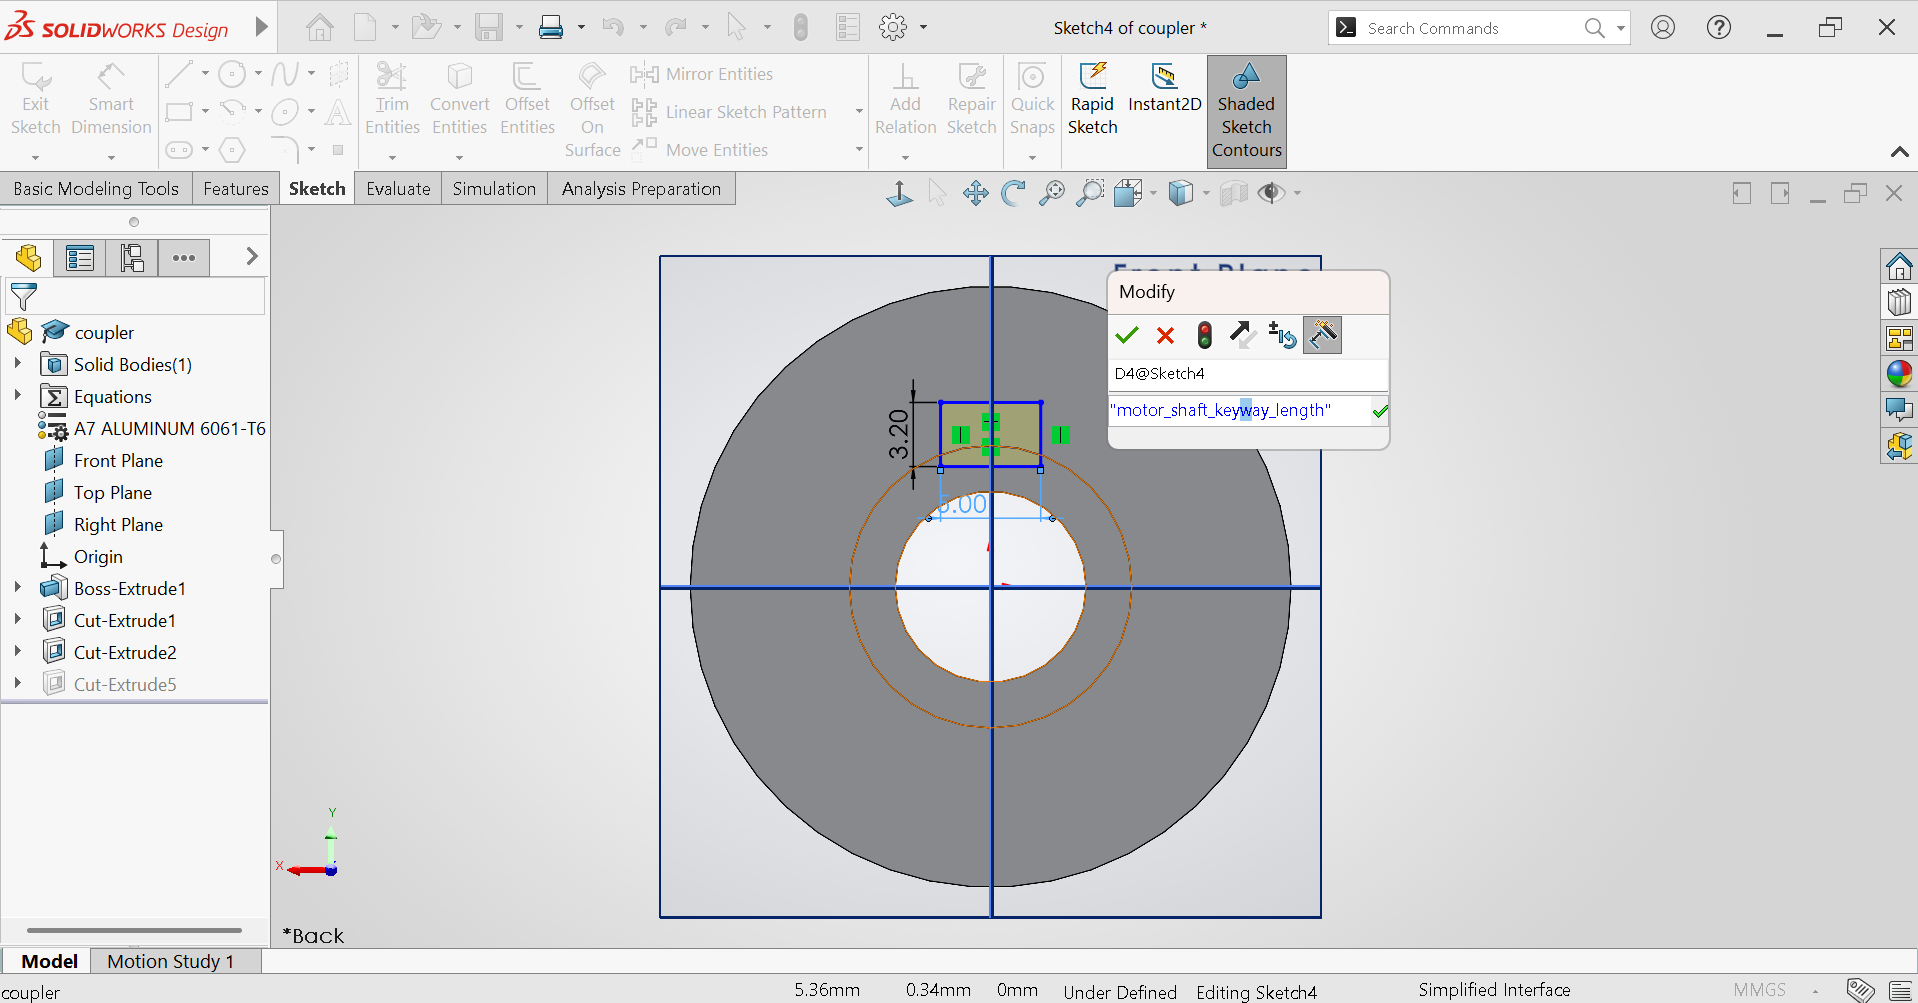 SOLIDWORKS Design
Sketch4 of coupler *
Search Commands
Exit Sketch
Smart Dimension
Trim Entities
Convert Entities
Offset Entities
Offset On Surface
Mirror Entities
Linear Sketch Pattern
Move Entities
Add Relation
Repair Sketch
Quick Snaps
Rapid Sketch
Instant2D
Shaded Sketch Contours
Basic Modeling Tools
Features
Sketch
Evaluate
Simulation
Analysis Preparation
coupler
Solid Bodies(1)
Equations
A7 ALUMINUM 6061-T6
Front Plane
Top Plane
Right Plane
Origin
Boss-Extrude1
Cut-Extrude1
Cut-Extrude2
Cut-Extrude5
Front Plane
Modify
D4@Sketch4
"motor_shaft_keyway_length"
3.20
5.00
Y
X
*Back
Model
Motion Study 1
coupler
5.36mm
0.34mm
0mm
Under Defined
Editing Sketch4
Simplified Interface
MMGS